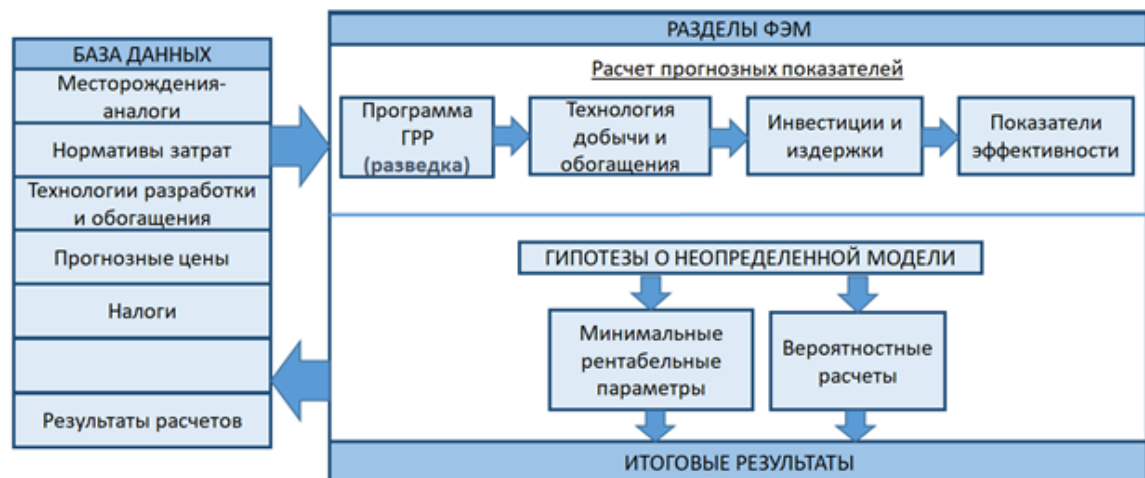 БАЗА ДАННЫХ
Месторождения-
аналоги
Нормативы затрат
Технологии разработки
и обогащения
Прогнозные цены
Налоги
Результаты расчетов
РАЗДЕЛЫ ФЭМ
Расчет прогнозных показателей
Программа
ГРР
(разведка)
Технология
добычи и
обогащения
Инвестиции и
издержки
Показатели
эффективности
ГИПОТЕЗЫ О НЕОПРЕДЕЛЕННОЙ МОДЕЛИ
Минимальные
рентабельные
параметры
Вероятностные
расчеты
ИТОГОВЫЕ РЕЗУЛЬТАТЫ